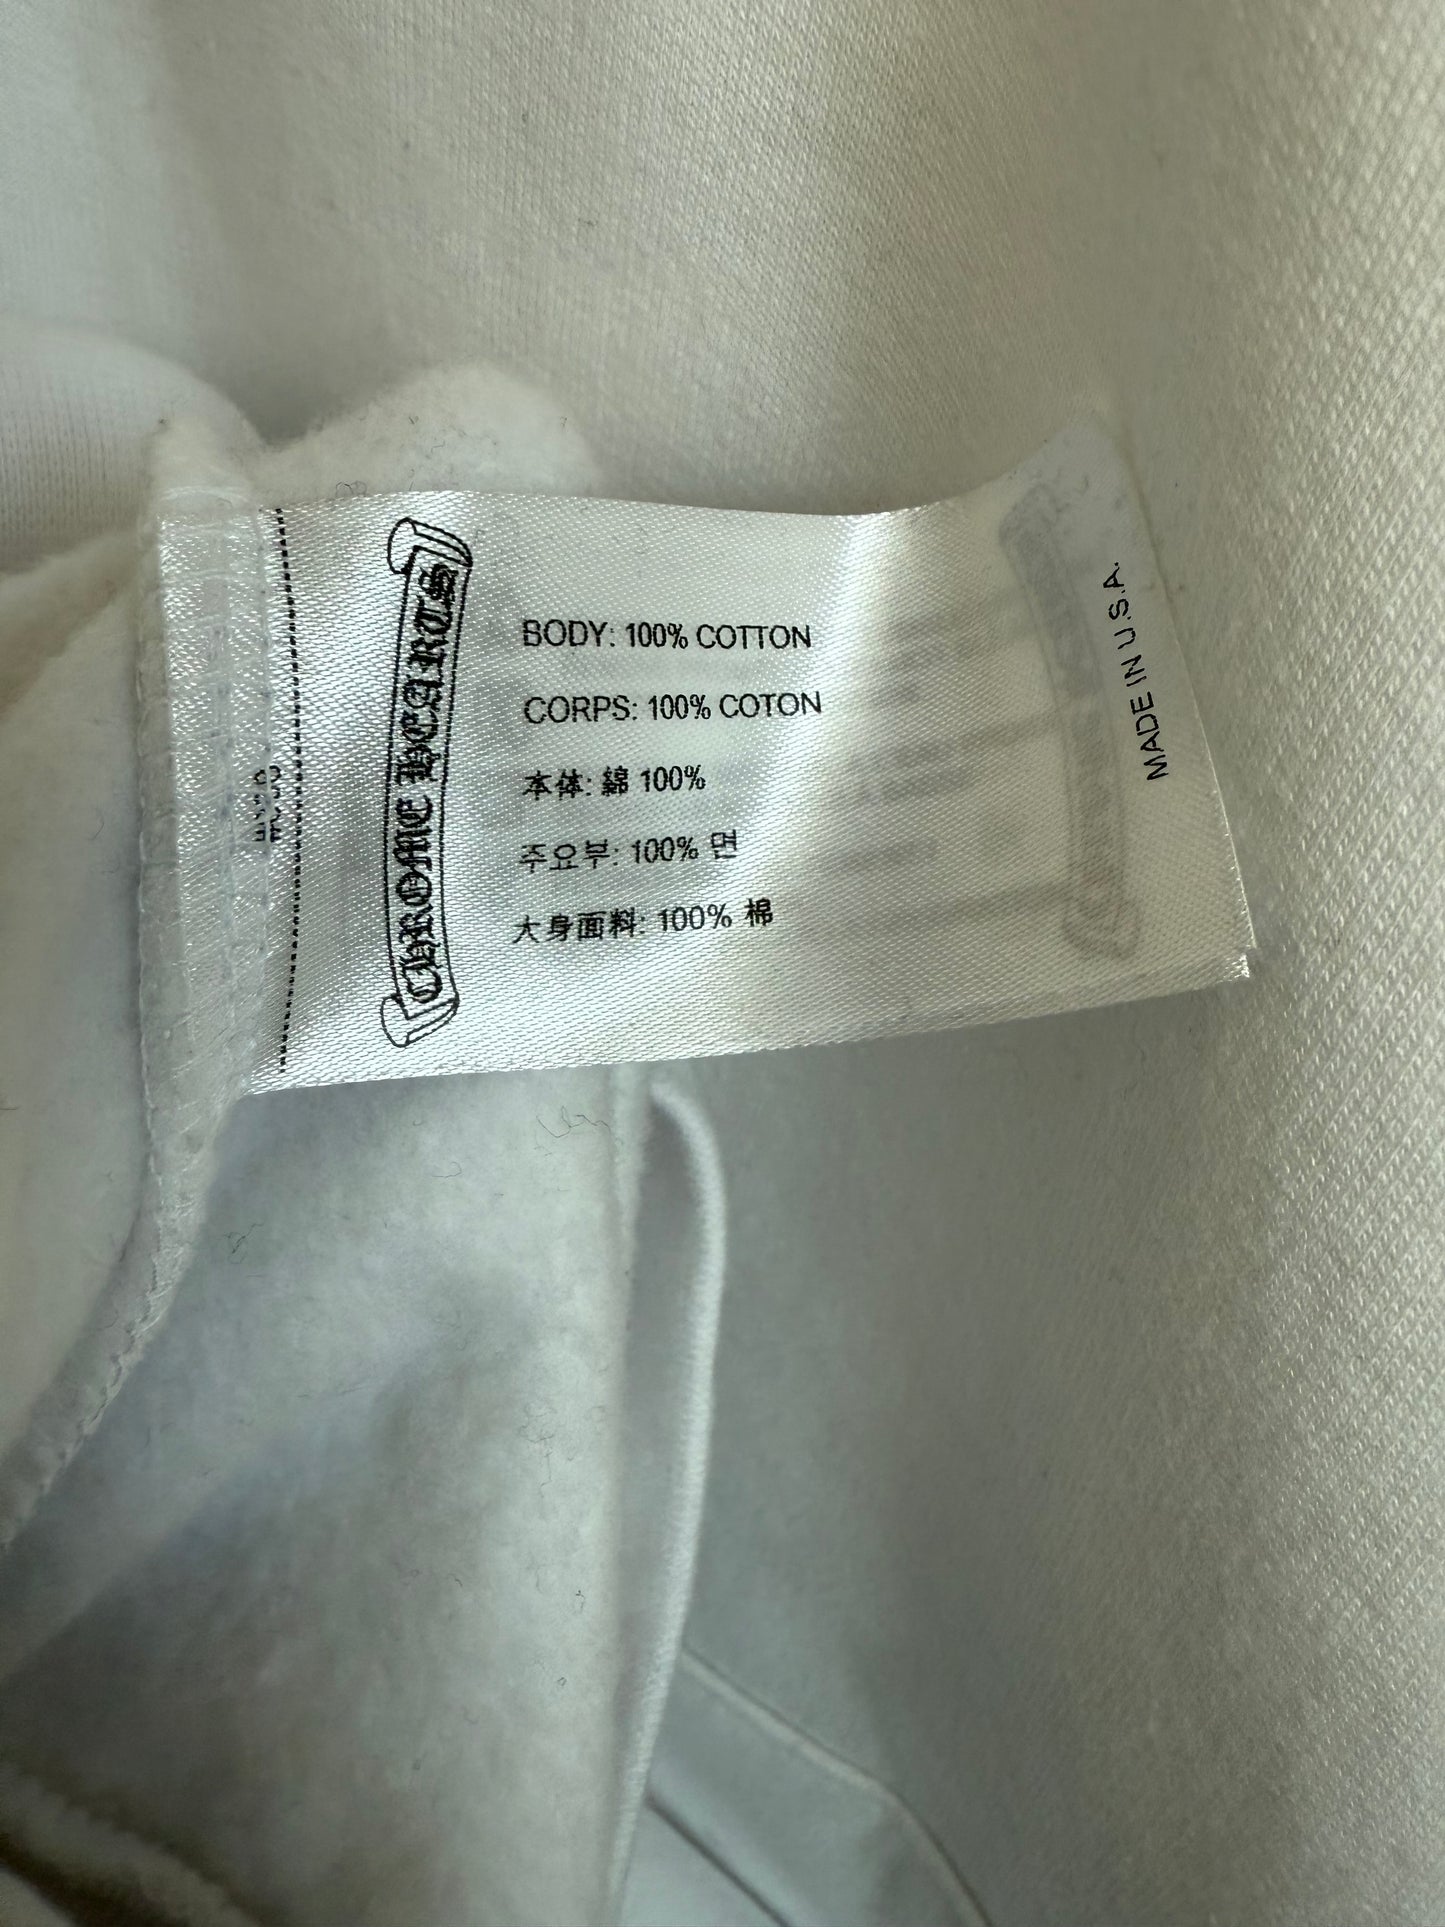 CHROME HEARTS
BODY: 100% COTTON
CORPS: 100% COTON
本体: 綿 100%
주요부: 100% 면
大身面料: 100% 棉
MADE IN U.S.A.